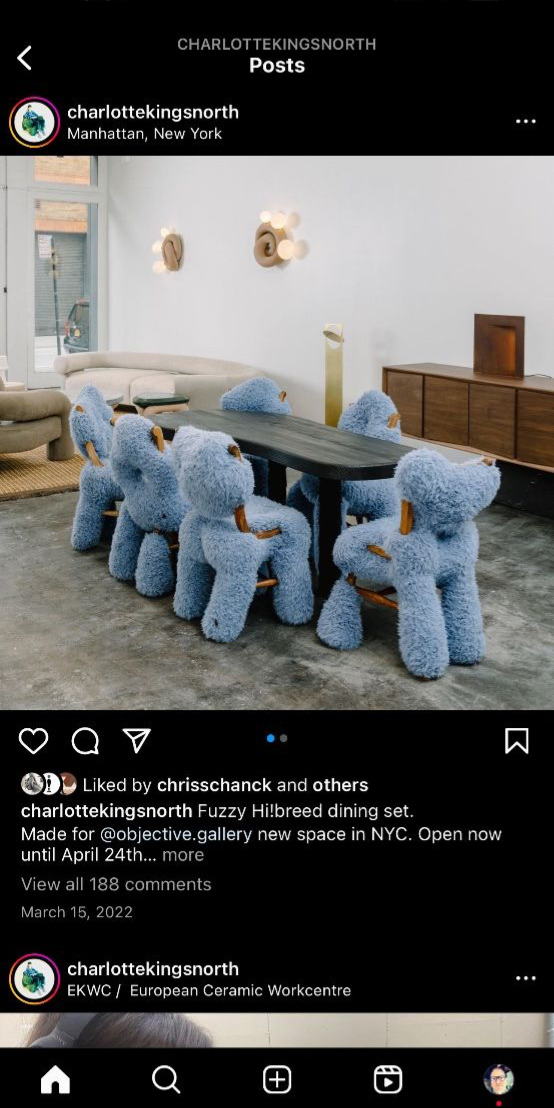 CHARLOTTEKINGSNORTH
Posts
charlottekingsnorth
Manhattan, New York
Liked by chrisschanck and others
charlottekingsnorth Fuzzy Hi!breed dining set.
Made for @objective.gallery new space in NYC. Open now
until April 24th... more
View all 188 comments
March 15, 2022
charlottekingsnorth
EKWC / European Ceramic Workcentre